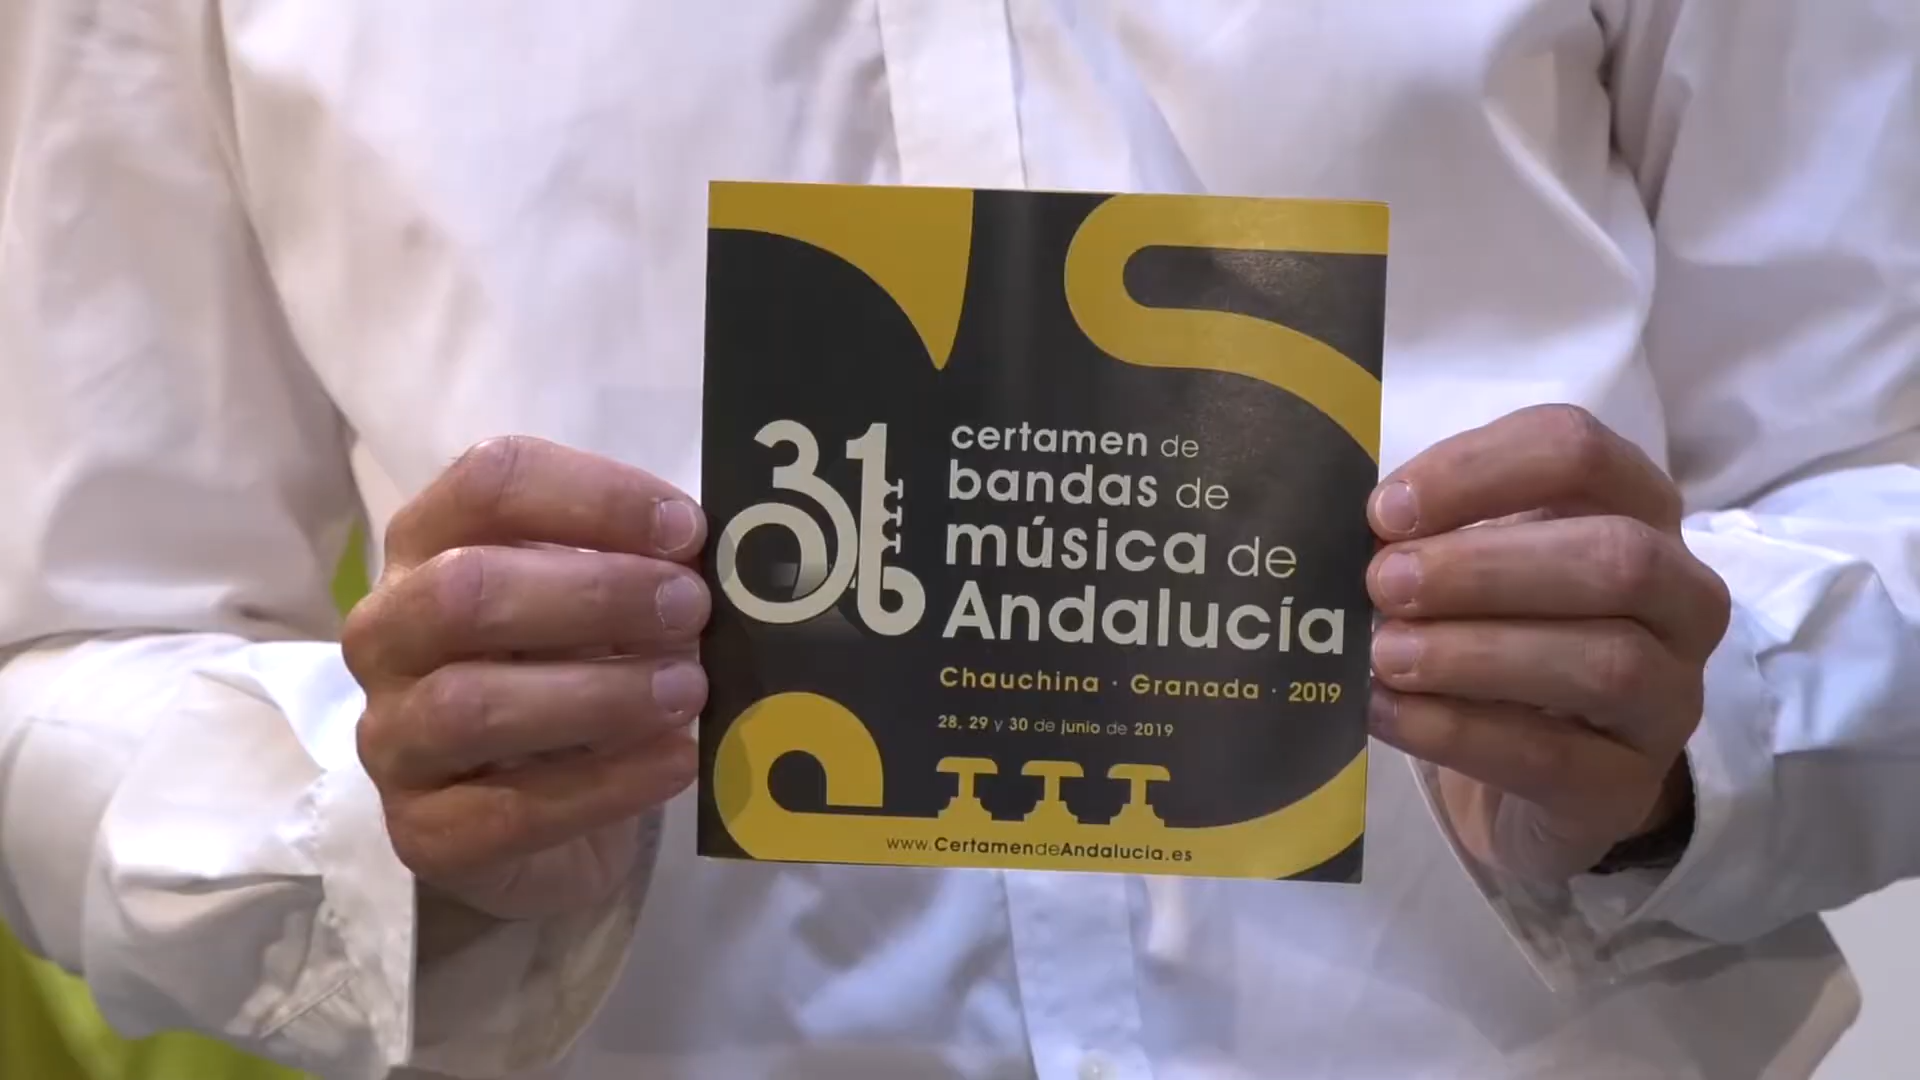 31
certamen de
bandas de
música de
Andalucía
Chauchina · Granada · 2019
28, 29 y 30 de junio de 2019
www.CertamendeAndalucia.es